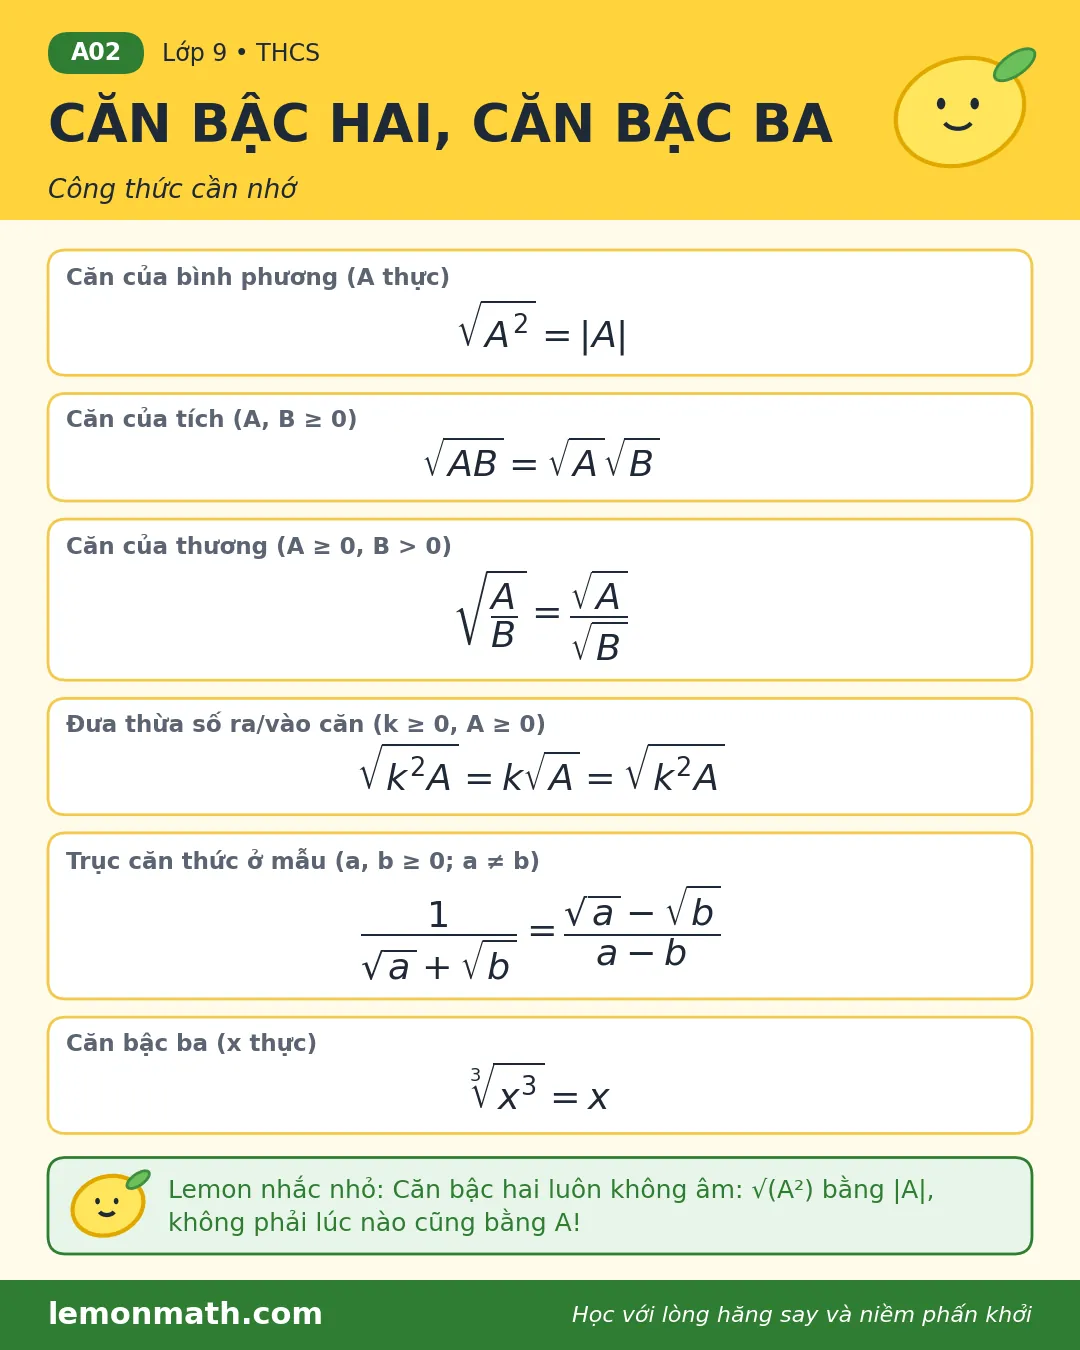 A02 Lớp 9 • THCS
CĂN BẬC HAI, CĂN BẬC BA
Công thức cần nhớ
Căn của bình phương (A thực)
√(A²) = |A|
Căn của tích (A, B ≥ 0)
√(AB) = √A √B
Căn của thương (A ≥ 0, B > 0)
√(A/B) = √A/√B
Đưa thừa số ra/vào căn (k ≥ 0, A ≥ 0)
√(k²A) = k√A = √(k²A)
Trục căn thức ở mẫu (a, b ≥ 0; a ≠ b)
1/(√a + √b) = (√a − √b)/(a − b)
Căn bậc ba (x thực)
∛(x³) = x
Lemon nhắc nhỏ: Căn bậc hai luôn không âm: √(A²) bằng |A|,
không phải lúc nào cũng bằng A!
lemonmath.com
Học với lòng hăng say và niềm phấn khởi